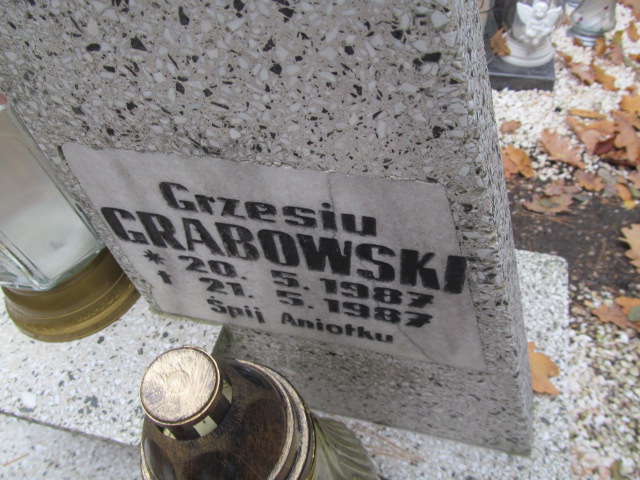 Grzesiu
GRABOWSKI
* 20. 5. 1987
† 21. 5. 1987
Śpij Aniołku